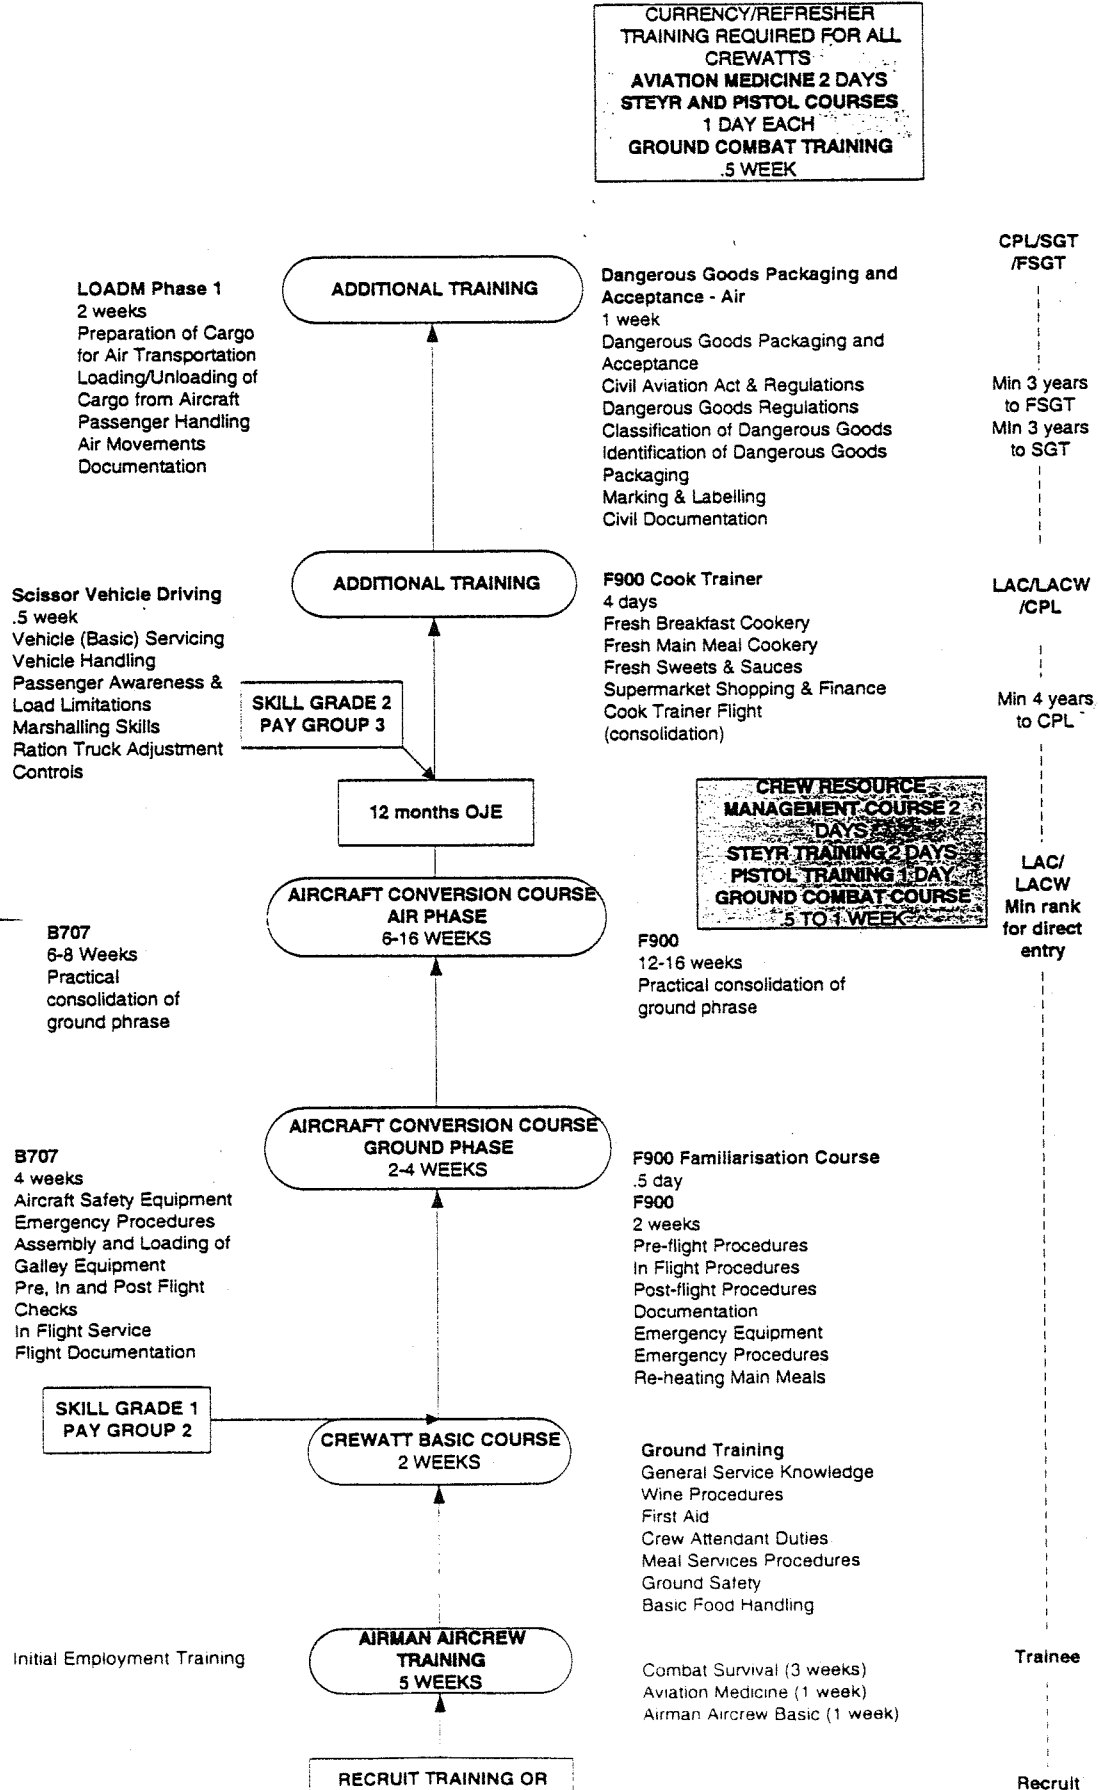 CURRENCY/REFRESHER
TRAINING REQUIRED FOR ALL
CREWATTS
AVIATION MEDICINE 2 DAYS
STEYR AND PISTOL COURSES
1 DAY EACH
GROUND COMBAT TRAINING
.5 WEEK
CPL/SGT
/FSGT
LOADM Phase 1
2 weeks
Preparation of Cargo
for Air Transportation
Loading/Unloading of
Cargo from Aircraft
Passenger Handling
Air Movements
Documentation
ADDITIONAL TRAINING
Dangerous Goods Packaging and
Acceptance - Air
1 week
Dangerous Goods Packaging and
Acceptance
Civil Aviation Act & Regulations
Dangerous Goods Regulations
Classification of Dangerous Goods
Identification of Dangerous Goods
Packaging
Marking & Labelling
Civil Documentation
Min 3 years
to FSGT
Min 3 years
to SGT
Scissor Vehicle Driving
.5 week
Vehicle (Basic) Servicing
Vehicle Handling
Passenger Awareness &
Load Limitations
Marshalling Skills
Ration Truck Adjustment
Controls
ADDITIONAL TRAINING
F900 Cook Trainer
4 days
Fresh Breakfast Cookery
Fresh Main Meal Cookery
Fresh Sweets & Sauces
Supermarket Shopping & Finance
Cook Trainer Flight
(consolidation)
LAC/LACW
/CPL
Min 4 years
to CPL
SKILL GRADE 2
PAY GROUP 3
12 months OJE
CREW RESOURCE
MANAGEMENT COURSE 2
DAYS
STEYR TRAINING 2 DAYS
PISTOL TRAINING 1 DAY
GROUND COMBAT COURSE
.5 TO 1 WEEK
LAC/
LACW
Min rank
for direct
entry
AIRCRAFT CONVERSION COURSE
AIR PHASE
6-16 WEEKS
B707
6-8 Weeks
Practical
consolidation of
ground phrase
F900
12-16 weeks
Practical consolidation of
ground phrase
AIRCRAFT CONVERSION COURSE
GROUND PHASE
2-4 WEEKS
B707
4 weeks
Aircraft Safety Equipment
Emergency Procedures
Assembly and Loading of
Galley Equipment
Pre, In and Post Flight
Checks
In Flight Service
Flight Documentation
F900 Familiarisation Course
.5 day
F900
2 weeks
Pre-flight Procedures
In Flight Procedures
Post-flight Procedures
Documentation
Emergency Equipment
Emergency Procedures
Re-heating Main Meals
SKILL GRADE 1
PAY GROUP 2
CREWATT BASIC COURSE
2 WEEKS
Ground Training
General Service Knowledge
Wine Procedures
First Aid
Crew Attendant Duties
Meal Services Procedures
Ground Safety
Basic Food Handling
Initial Employment Training
AIRMAN AIRCREW
TRAINING
5 WEEKS
Combat Survival (3 weeks)
Aviation Medicine (1 week)
Airman Aircrew Basic (1 week)
Trainee
RECRUIT TRAINING OR
Recruit